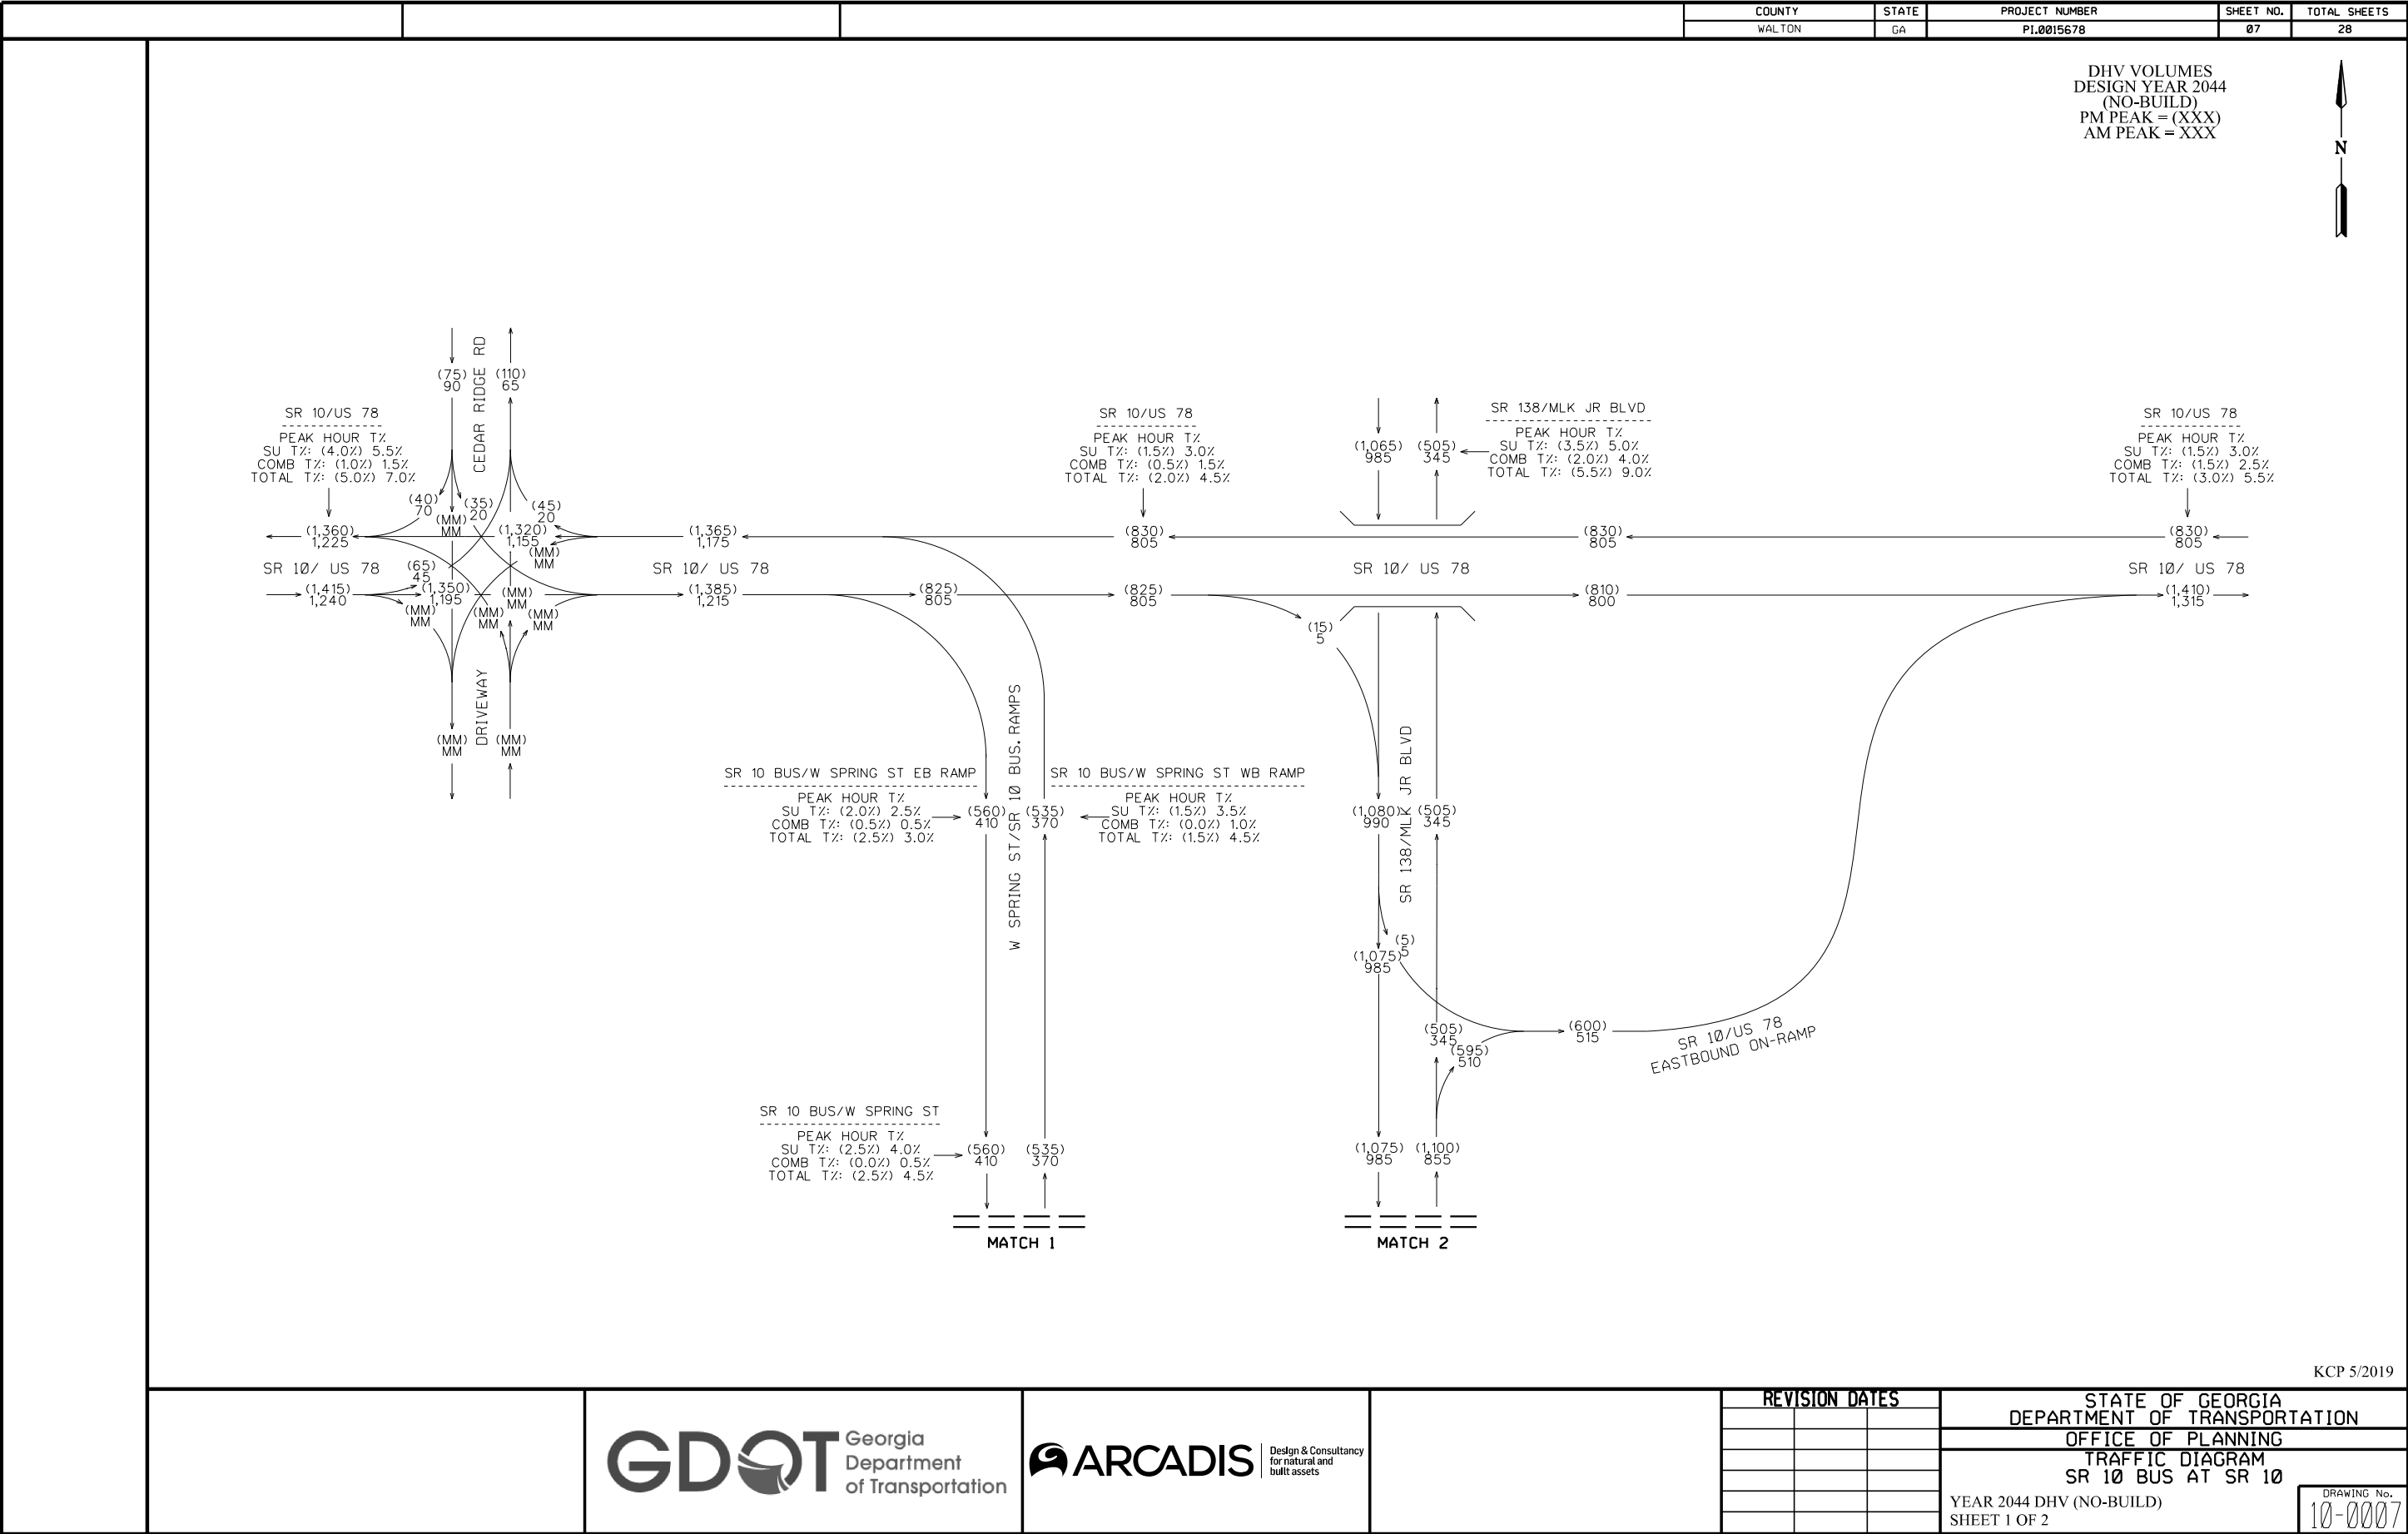 COUNTY STATE PROJECT NUMBER SHEET NO. TOTAL SHEETS
WALTON GA PI.0015678 07 28
DHV VOLUMES
DESIGN YEAR 2044
(NO-BUILD)
PM PEAK = (XXX)
AM PEAK = XXX
N
CEDAR RIDGE RD
(75)
90
(110)
65
SR 10/US 78
PEAK HOUR T%
SU T%: (4.0%) 5.5%
COMB T%: (1.0%) 1.5%
TOTAL T%: (5.0%) 7.0%
SR 10/US 78
PEAK HOUR T%
SU T%: (1.5%) 3.0%
COMB T%: (0.5%) 1.5%
TOTAL T%: (2.0%) 4.5%
(1,065)
985
(505)
345
SR 138/MLK JR BLVD
PEAK HOUR T%
SU T%: (3.5%) 5.0%
COMB T%: (2.0%) 4.0%
TOTAL T%: (5.5%) 9.0%
SR 10/US 78
PEAK HOUR T%
SU T%: (1.5%) 3.0%
COMB T%: (1.5%) 2.5%
TOTAL T%: (3.0%) 5.5%
(40)
70
(MM)
MM
(35)
20
(45)
20
(1,360)
1,225
(1,320)
1,155
(MM)
MM
(1,365)
1,175
(830)
805
(830)
805
(830)
805
SR 10/ US 78
SR 10/ US 78
SR 10/ US 78
SR 10/ US 78
(1,415)
1,240
(65)
45
(1,350)
1,195
(MM)
MM
(MM)
MM
(MM)
MM
(MM)
MM
(1,385)
1,215
(825)
805
(825)
805
(810)
800
(1,410)
1,315
(15)
5
DRIVEWAY
(MM)
MM
(MM)
MM
W SPRING ST/SR 10 BUS. RAMPS
SR 10 BUS/W SPRING ST EB RAMP
PEAK HOUR T%
SU T%: (2.0%) 2.5%
COMB T%: (0.5%) 0.5%
TOTAL T%: (2.5%) 3.0%
(560)
410
(535)
370
SR 10 BUS/W SPRING ST WB RAMP
PEAK HOUR T%
SU T%: (1.5%) 3.5%
COMB T%: (0.0%) 1.0%
TOTAL T%: (1.5%) 4.5%
SR 138/MLK JR BLVD
(1,080)
990
(505)
345
(5)
5
(1,075)
985
(505)
345
(595)
510
(600)
515
SR 10/US 78
EASTBOUND ON-RAMP
SR 10 BUS/W SPRING ST
PEAK HOUR T%
SU T%: (2.5%) 4.0%
COMB T%: (0.0%) 0.5%
TOTAL T%: (2.5%) 4.5%
(560)
410
(535)
370
(1,075)
985
(1,100)
855
MATCH 1
MATCH 2
KCP 5/2019
GDOT
Georgia
Department
of Transportation
ARCADIS
Design & Consultancy
for natural and
built assets
REVISION DATES
STATE OF GEORGIA
DEPARTMENT OF TRANSPORTATION
OFFICE OF PLANNING
TRAFFIC DIAGRAM
SR 10 BUS AT SR 10
YEAR 2044 DHV (NO-BUILD)
SHEET 1 OF 2
DRAWING No.
10-0007